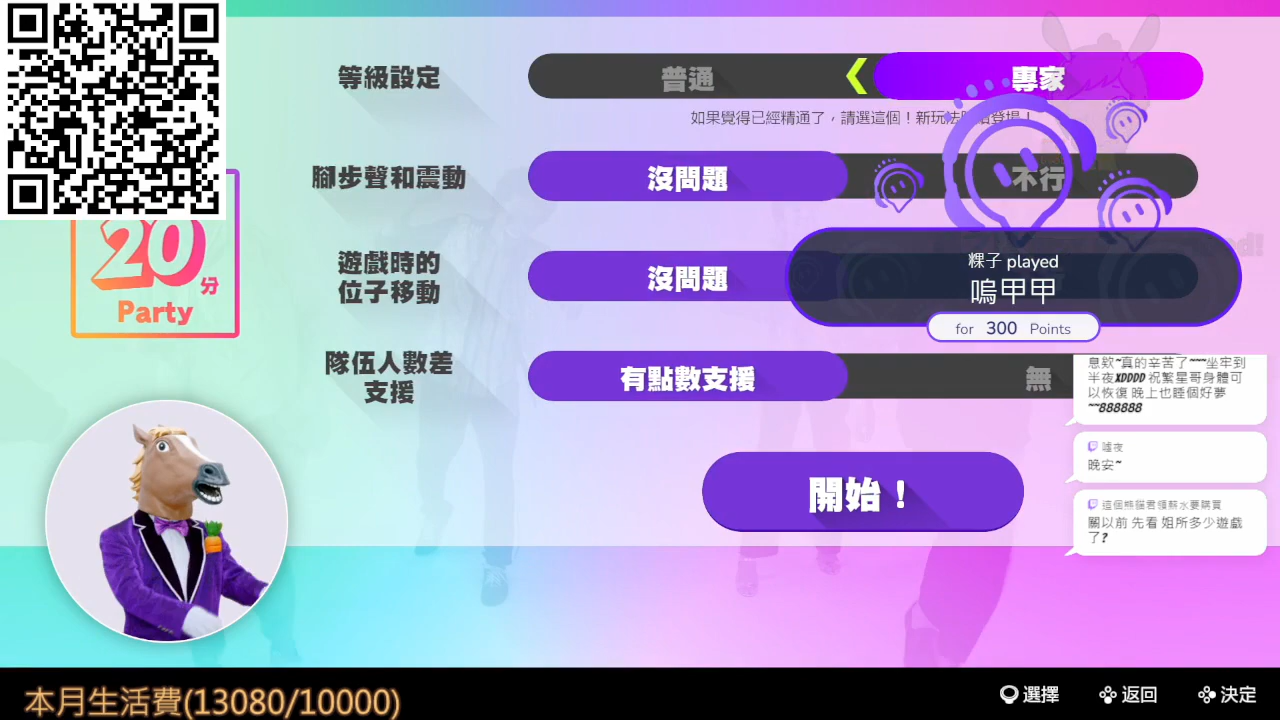 等級設定
普通
專家
如果覺得已經精通了，請選這個！新玩法
登場！
腳步聲和震動
沒問題
不行
20分
Party
遊戲時的
位子移動
沒問題
粿子 played
嗚甲甲
for 300 Points
隊伍人數差
支援
有點數支援
無
息欸~真的辛苦了~~~坐牢到
半夜XDDDD 祝繁星哥身體可
以恢復 晚上也睡個好夢
~~888888
噓夜
晚安~
這個熊貓君領薪水要購買
關以前 先看 姐所多少遊戲
了?
開始！
本月生活費(13080/10000)
選擇
返回
決定